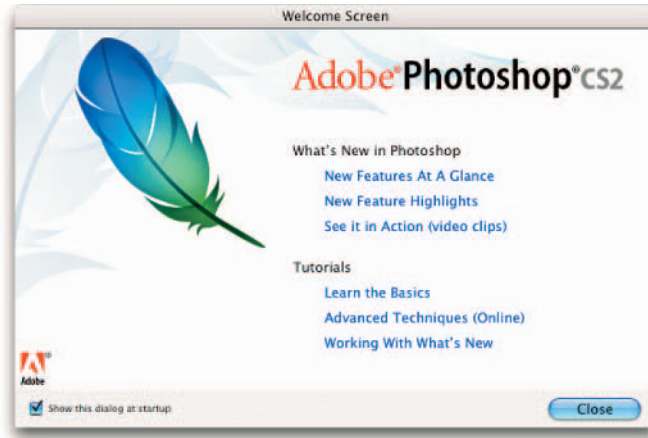 Welcome Screen
Adobe® Photoshop® CS2
What's New in Photoshop
New Features At A Glance
New Feature Highlights
See it in Action (video clips)
Tutorials
Learn the Basics
Advanced Techniques (Online)
Working With What's New
Adobe
Show this dialog at startup
Close